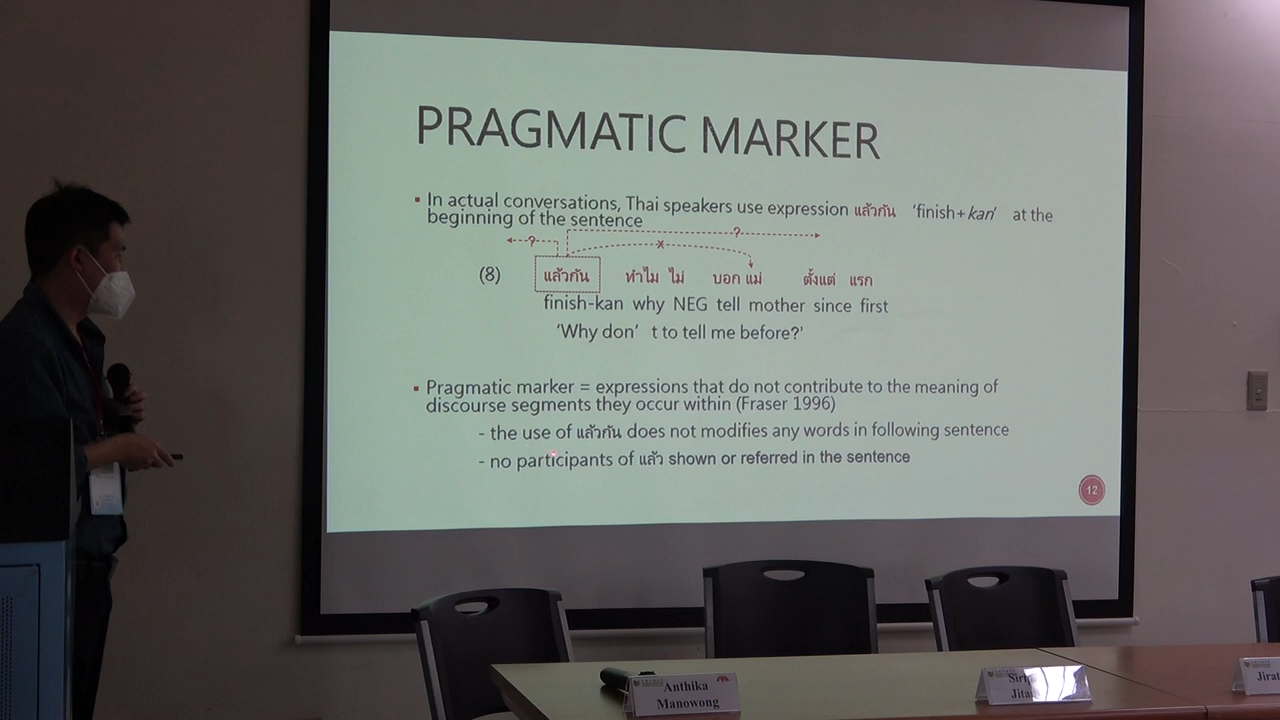 PRAGMATIC MARKER
▪ In actual conversations, Thai speakers use expression แล้วกัน 'finish+kan' at the
beginning of the sentence
? x ?
(8) แล้วกัน ทำไม ไม่ บอก แม่ ตั้งแต่ แรก
finish-kan why NEG tell mother since first
'Why don' t to tell me before?'
▪ Pragmatic marker = expressions that do not contribute to the meaning of
discourse segments they occur within (Fraser 1996)
- the use of แล้วกัน does not modifies any words in following sentence
- no participants of แล้ว shown or referred in the sentence
12
Anthika
Manowong